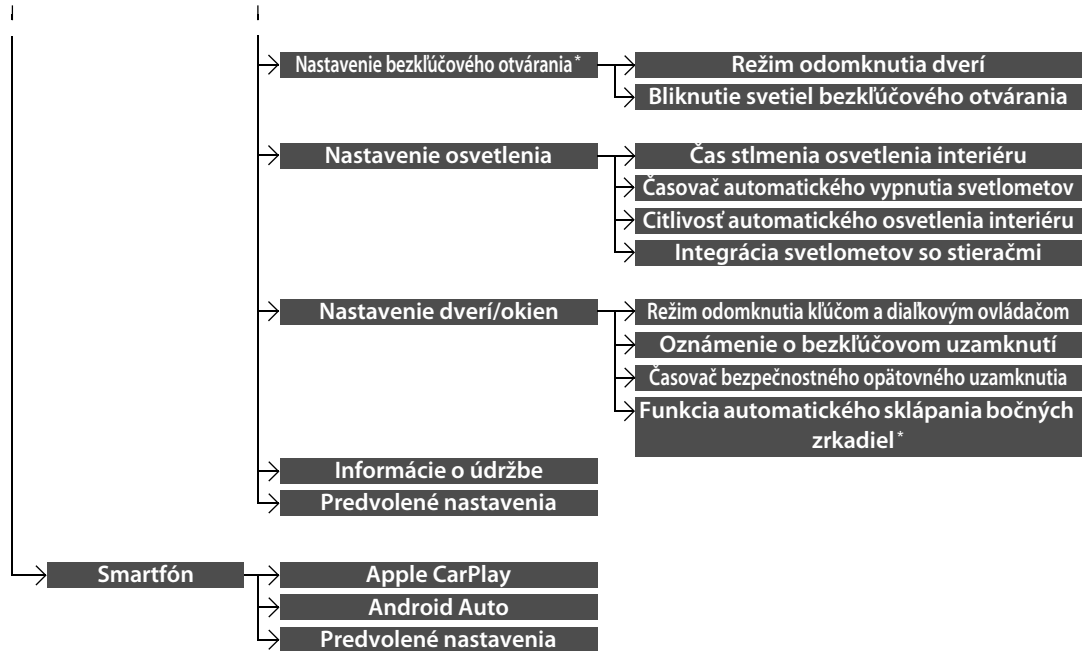 Nastavenie bezkľúčového otvárania*
Režim odomknutia dverí
Bliknutie svetiel bezkľúčového otvárania
Nastavenie osvetlenia
Čas stlmenia osvetlenia interiéru
Časovač automatického vypnutia svetlometov
Citlivosť automatického osvetlenia interiéru
Integrácia svetlometov so stieračmi
Nastavenie dverí/okien
Režim odomknutia kľúčom a diaľkovým ovládačom
Oznámenie o bezkľúčovom uzamknutí
Časovač bezpečnostného opätovného uzamknutia
Funkcia automatického sklápania bočných
zrkadiel*
Informácie o údržbe
Predvolené nastavenia
Smartfón
Apple CarPlay
Android Auto
Predvolené nastavenia